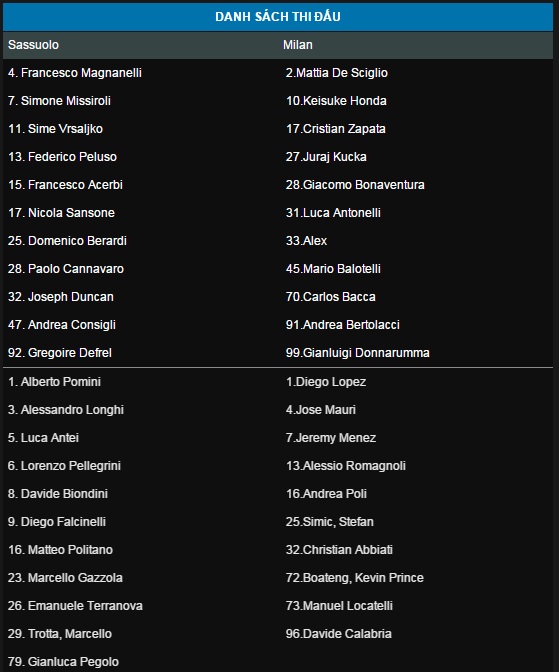 DANH SÁCH THI ĐẤU
Sassuolo Milan
4. Francesco Magnanelli 2.Mattia De Sciglio
7. Simone Missiroli 10.Keisuke Honda
11. Sime Vrsaljko 17.Cristian Zapata
13. Federico Peluso 27.Juraj Kucka
15. Francesco Acerbi 28.Giacomo Bonaventura
17. Nicola Sansone 31.Luca Antonelli
25. Domenico Berardi 33.Alex
28. Paolo Cannavaro 45.Mario Balotelli
32. Joseph Duncan 70.Carlos Bacca
47. Andrea Consigli 91.Andrea Bertolacci
92. Gregoire Defrel 99.Gianluigi Donnarumma
1. Alberto Pomini 1.Diego Lopez
3. Alessandro Longhi 4.Jose Mauri
5. Luca Antei 7.Jeremy Menez
6. Lorenzo Pellegrini 13.Alessio Romagnoli
8. Davide Biondini 16.Andrea Poli
9. Diego Falcinelli 25.Simic, Stefan
16. Matteo Politano 32.Christian Abbiati
23. Marcello Gazzola 72.Boateng, Kevin Prince
26. Emanuele Terranova 73.Manuel Locatelli
29. Trotta, Marcello 96.Davide Calabria
79. Gianluca Pegolo